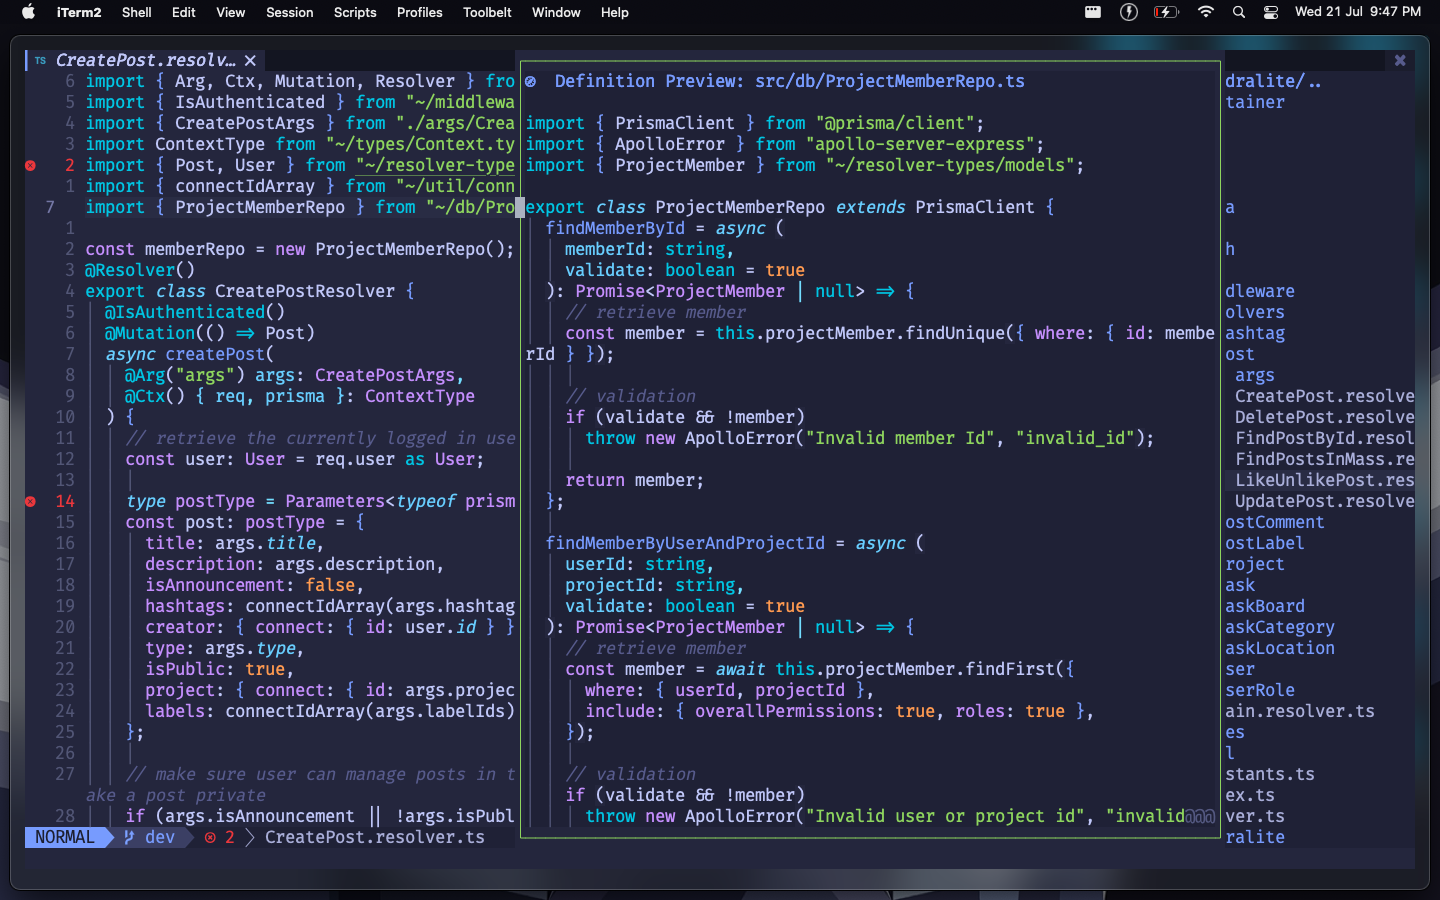 iTerm2 Shell Edit View Session Scripts Profiles Toolbelt Window Help Wed 21 Jul 9:47 PM
TS CreatePost.resolv… ✕
6 import { Arg, Ctx, Mutation, Resolver } fro
5 import { IsAuthenticated } from "~/middlewa
4 import { CreatePostArgs } from "./args/Crea
3 import ContextType from "~/types/Context.ty
2 import { Post, User } from "~/resolver-type
1 import { connectIdArray } from "~/util/conn
7 import { ProjectMemberRepo } from "~/db/Pro
1
2 const memberRepo = new ProjectMemberRepo();
3 @Resolver()
4 export class CreatePostResolver {
5 @IsAuthenticated()
6 @Mutation(() => Post)
7 async createPost(
8 @Arg("args") args: CreatePostArgs,
9 @Ctx() { req, prisma }: ContextType
10 ) {
11 // retrieve the currently logged in use
12 const user: User = req.user as User;
13
14 type postType = Parameters<typeof prism
15 const post: postType = {
16 title: args.title,
17 description: args.description,
18 isAnnouncement: false,
19 hashtags: connectIdArray(args.hashtag
20 creator: { connect: { id: user.id } }
21 type: args.type,
22 isPublic: true,
23 project: { connect: { id: args.projec
24 labels: connectIdArray(args.labelIds)
25 };
26
27 // make sure user can manage posts in t
ake a post private
28 if (args.isAnnouncement || !args.isPubl
NORMAL dev 2 CreatePost.resolver.ts
Definition Preview: src/db/ProjectMemberRepo.ts
import { PrismaClient } from "@prisma/client";
import { ApolloError } from "apollo-server-express";
import { ProjectMember } from "~/resolver-types/models";
export class ProjectMemberRepo extends PrismaClient {
findMemberById = async (
memberId: string,
validate: boolean = true
): Promise<ProjectMember | null> => {
// retrieve member
const member = this.projectMember.findUnique({ where: { id: membe
rId } });
// validation
if (validate && !member)
throw new ApolloError("Invalid member Id", "invalid_id");
return member;
};
findMemberByUserAndProjectId = async (
userId: string,
projectId: string,
validate: boolean = true
): Promise<ProjectMember | null> => {
// retrieve member
const member = await this.projectMember.findFirst({
where: { userId, projectId },
include: { overallPermissions: true, roles: true },
});
// validation
if (validate && !member)
throw new ApolloError("Invalid user or project id", "invalid@@@
dralite/..
tainer
a
h
dleware
olvers
ashtag
ost
args
CreatePost.resolve
DeletePost.resolve
FindPostById.resol
FindPostsInMass.re
LikeUnlikePost.res
UpdatePost.resolve
ostComment
ostLabel
roject
ask
askBoard
askCategory
askLocation
ser
serRole
ain.resolver.ts
es
l
stants.ts
ex.ts
ver.ts
ralite